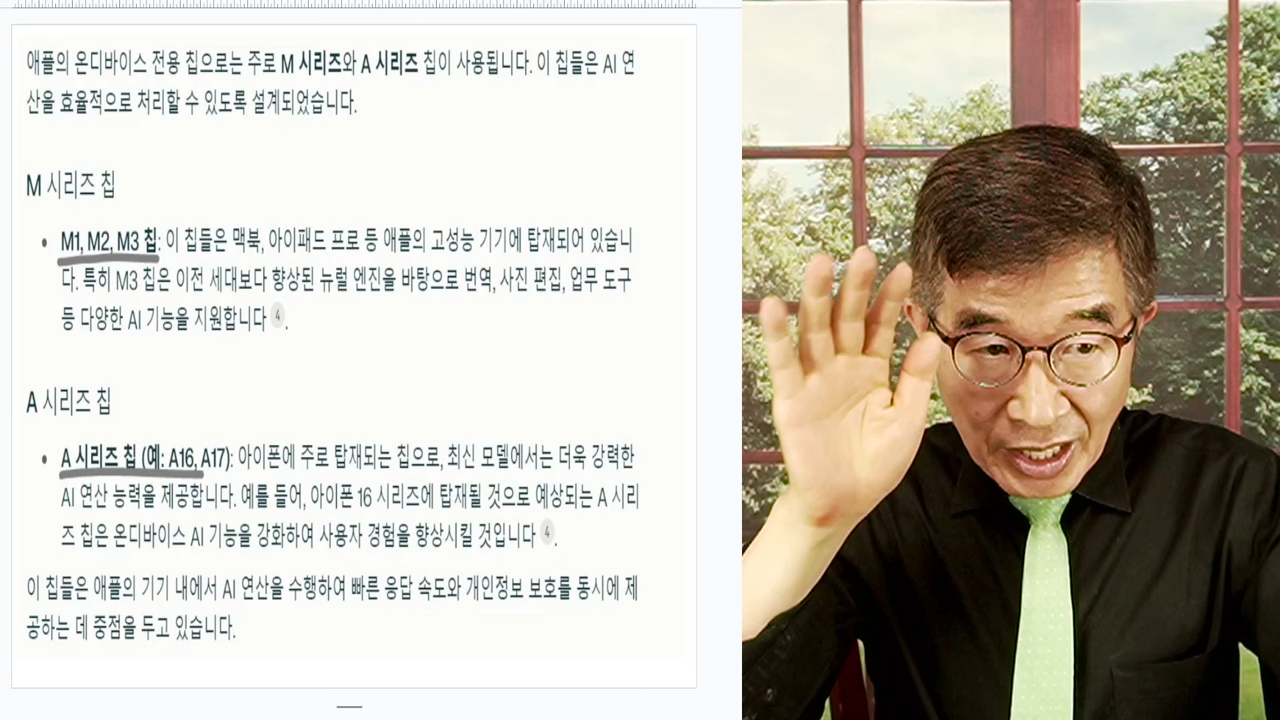 애플의 온디바이스 전용 칩으로는 주로 M 시리즈와 A 시리즈 칩이 사용됩니다. 이 칩들은 AI 연
산을 효율적으로 처리할 수 있도록 설계되었습니다.
M 시리즈 칩
• M1, M2, M3 칩: 이 칩들은 맥북, 아이패드 프로 등 애플의 고성능 기기에 탑재되어 있습니
다. 특히 M3 칩은 이전 세대보다 향상된 뉴럴 엔진을 바탕으로 번역, 사진 편집, 업무 도구
등 다양한 AI 기능을 지원합니다 4.
A 시리즈 칩
• A 시리즈 칩 (예: A16, A17): 아이폰에 주로 탑재되는 칩으로, 최신 모델에서는 더욱 강력한
AI 연산 능력을 제공합니다. 예를 들어, 아이폰 16 시리즈에 탑재될 것으로 예상되는 A 시리
즈 칩은 온디바이스 AI 기능을 강화하여 사용자 경험을 향상시킬 것입니다 4.
이 칩들은 애플의 기기 내에서 AI 연산을 수행하여 빠른 응답 속도와 개인정보 보호를 동시에 제
공하는 데 중점을 두고 있습니다.